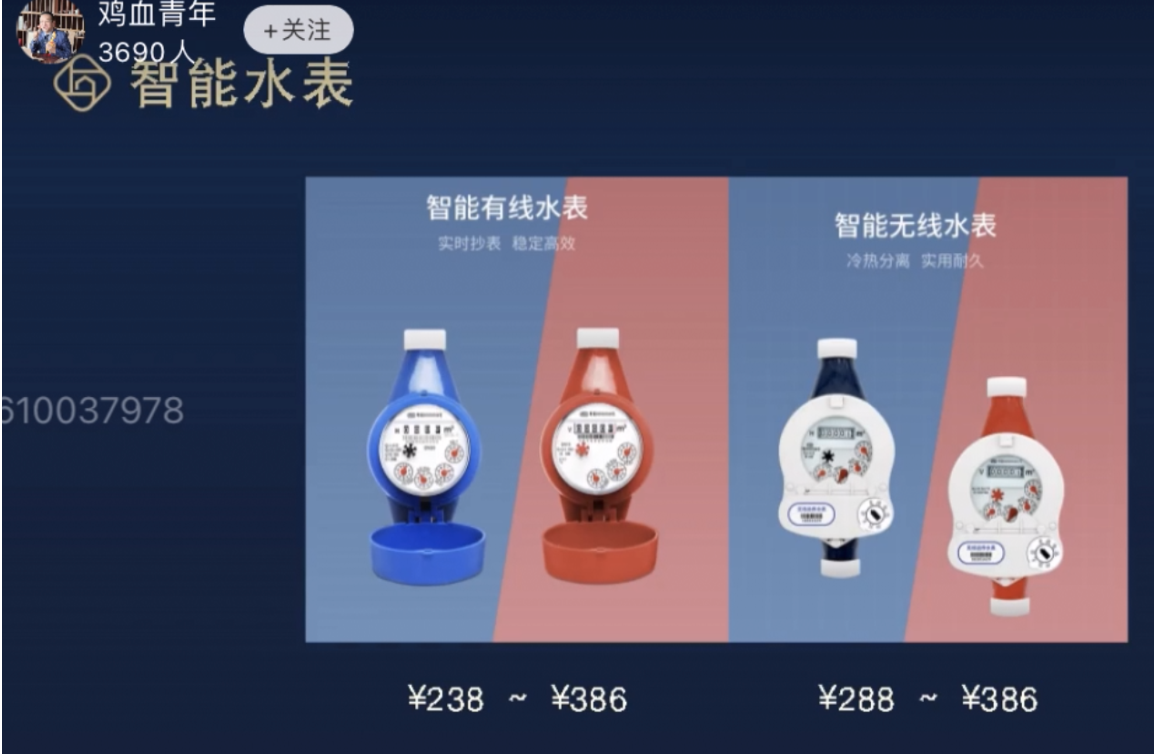 鸡血青年
3690人
+关注
智能水表
智能有线水表
实时抄表 稳定高效
智能无线水表
冷热分离 实用耐久
610037978
¥238 ~ ¥386
¥288 ~ ¥386